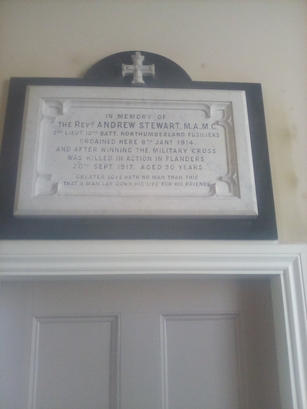 IN MEMORY OF
THE REVD ANDREW STEWART, M.A., M.C.
2ND LIEUT 12TH BATT. NORTHUMBERLAND FUSILIERS
ORDAINED HERE 8TH JANY 1914,
AND AFTER WINNING THE MILITARY CROSS
WAS KILLED IN ACTION IN FLANDERS
20TH SEPT. 1917. AGED 30 YEARS.
GREATER LOVE HATH NO MAN THAN THIS
THAT A MAN LAY DOWN HIS LIFE FOR HIS FRIENDS